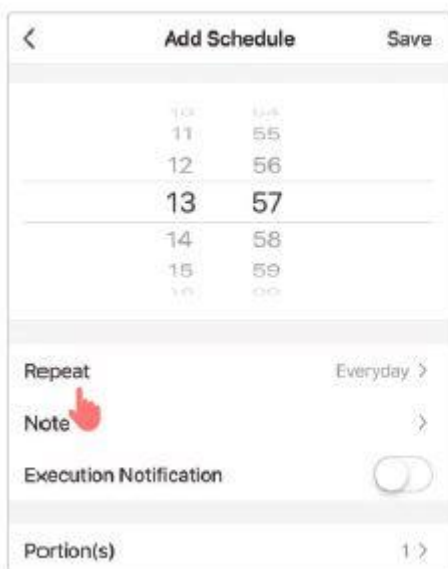 Add Schedule Save
11 55
12 56
13 57
14 58
15 59
Repeat Everyday >
Note >
Execution Notification
Portion(s) 1 >